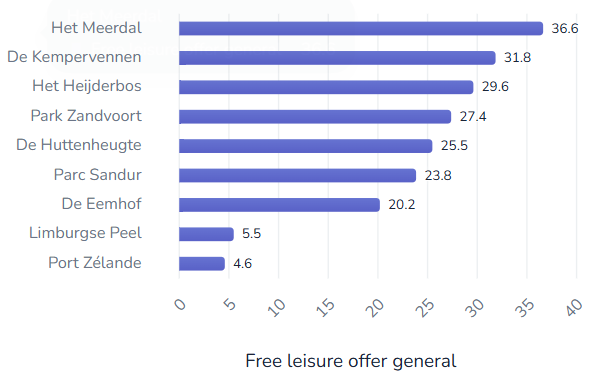 Het Meerdal 36.6
De Kempervennen 31.8
Het Heijderbos 29.6
Park Zandvoort 27.4
De Huttenheugte 25.5
Parc Sandur 23.8
De Eemhof 20.2
Limburgse Peel 5.5
Port Zélande 4.6
0 5 10 15 20 25 30 35 40
Free leisure offer general